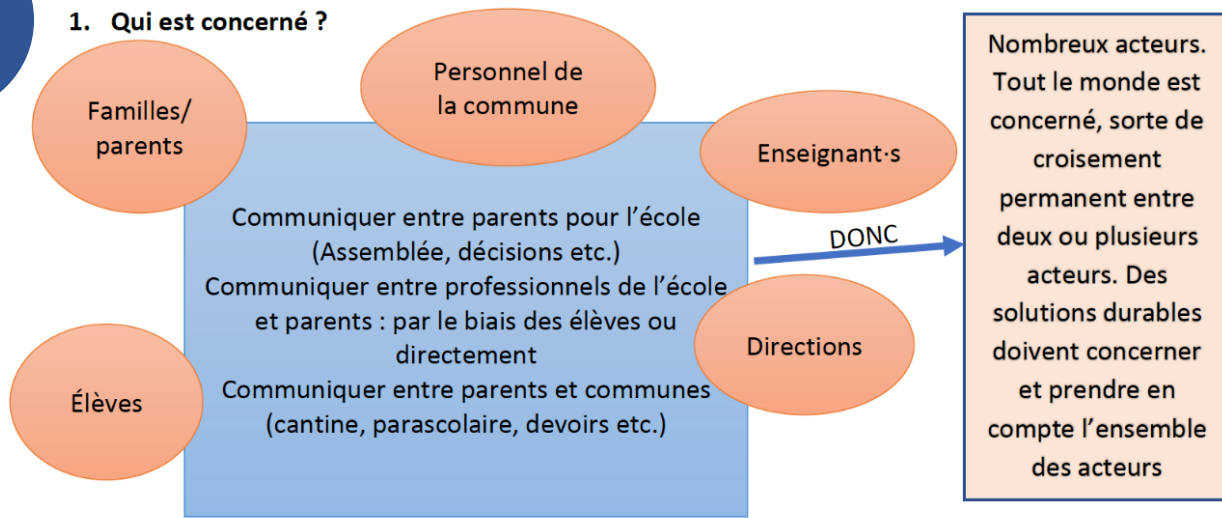 1. Qui est concerné ?
Familles/
parents
Personnel de
la commune
Enseignant·s
Élèves
Directions
Communiquer entre parents pour l’école
(Assemblée, décisions etc.)
Communiquer entre professionnels de l’école
et parents : par le biais des élèves ou
directement
Communiquer entre parents et communes
(cantine, parascolaire, devoirs etc.)
DONC
Nombreux acteurs.
Tout le monde est
concerné, sorte de
croisement
permanent entre
deux ou plusieurs
acteurs. Des
solutions durables
doivent concerner
et prendre en
compte l’ensemble
des acteurs